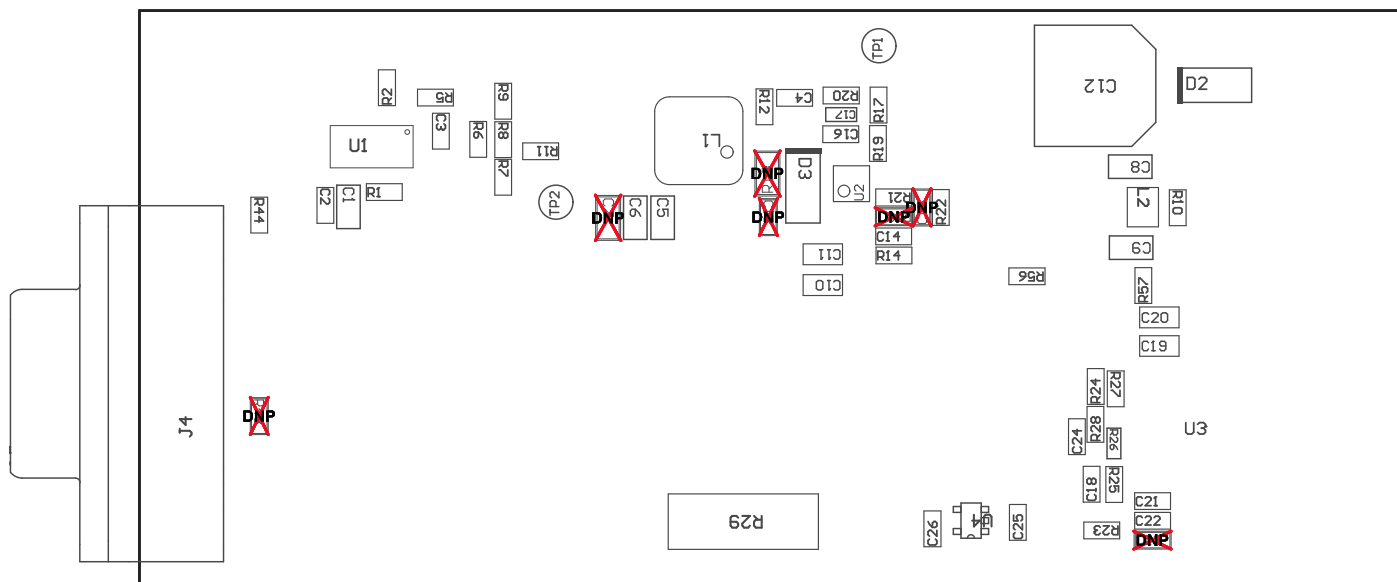 TP1
C12
D2
R2
R5
R9
R12
C4
R20
R17
C17
C3
R6
R8
C16
R19
U1
R11
L1
DNP
D3
C8
R7
U2
R44
C2
C1
R1
TP2
DNP
C6
C5
DNP
R21
DNP
DNP
R22
L2
R10
C14
C11
R14
C9
C10
R56
R57
C20
C19
R24
R27
J4
DNP
C24
R28
R26
U3
C18
R25
C21
R29
C26
U4
C25
R23
C22
DNP